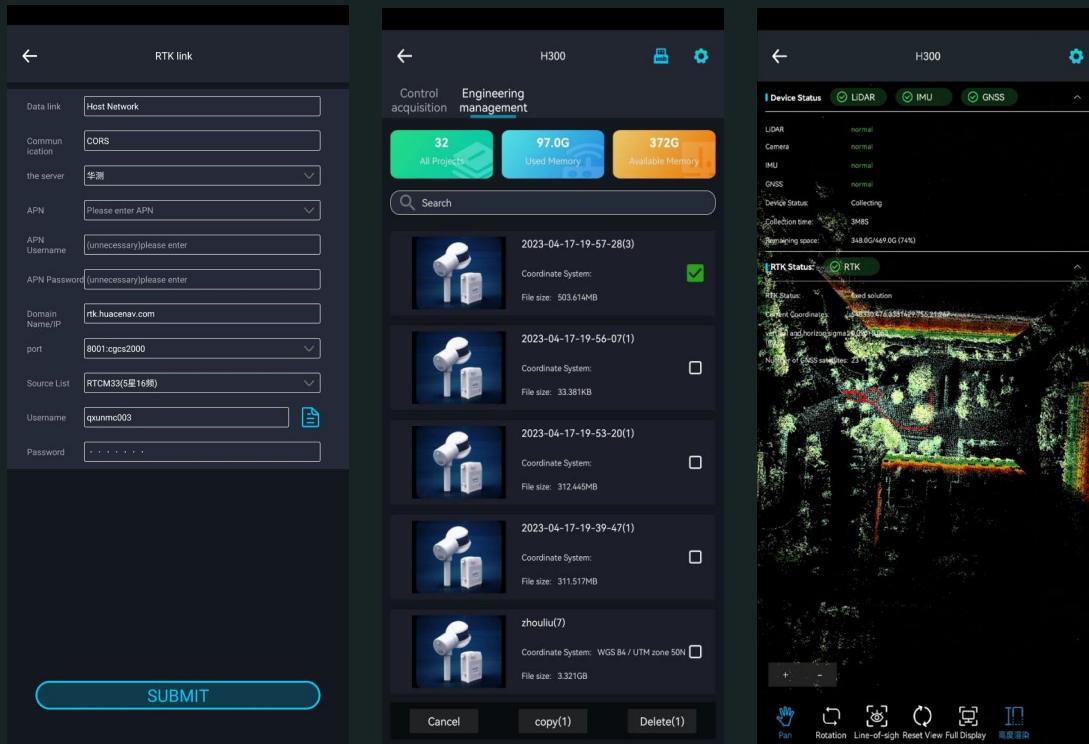 RTK link
Data link
Host Network
Commun
ication
CORS
the server
华测
APN
Please enter APN
APN
Username
(unnecessary)please enter
APN Password
(unnecessary)please enter
Domain
Name/IP
rtk.huacenav.com
port
8001:cgcs2000
Source List
RTCM33(5星16频)
Username
qxunmc003
Password
SUBMIT
H300
Control
acquisition
Engineering
management
32
All Projects
97.0G
Used Memory
372G
Available Memory
Search
2023-04-17-19-57-28(3)
Coordinate System:
File size: 503.614MB
2023-04-17-19-56-07(1)
Coordinate System:
File size: 33.381KB
2023-04-17-19-53-20(1)
Coordinate System:
File size: 312.445MB
2023-04-17-19-39-47(1)
Coordinate System:
File size: 311.517MB
zhouliu(7)
Coordinate System: WGS 84 / UTM zone 50N
File size: 3.321GB
Cancel
copy(1)
Delete(1)
H300
Device Status LiDAR IMU GNSS
LiDAR normal
Camera normal
IMU normal
GNSS normal
Device Status: Collecting
Collection time: 3M8S
Remaining space: 348.0G/469.0G (74%)
RTK Status: RTK
RTK Status: fixed solution
Current Coordinates:
vertical and horizon sigma
Number of GNSS satellites: 23
+ -
Pan Rotation Line-of-sigh Reset View Full Display 高度渲染